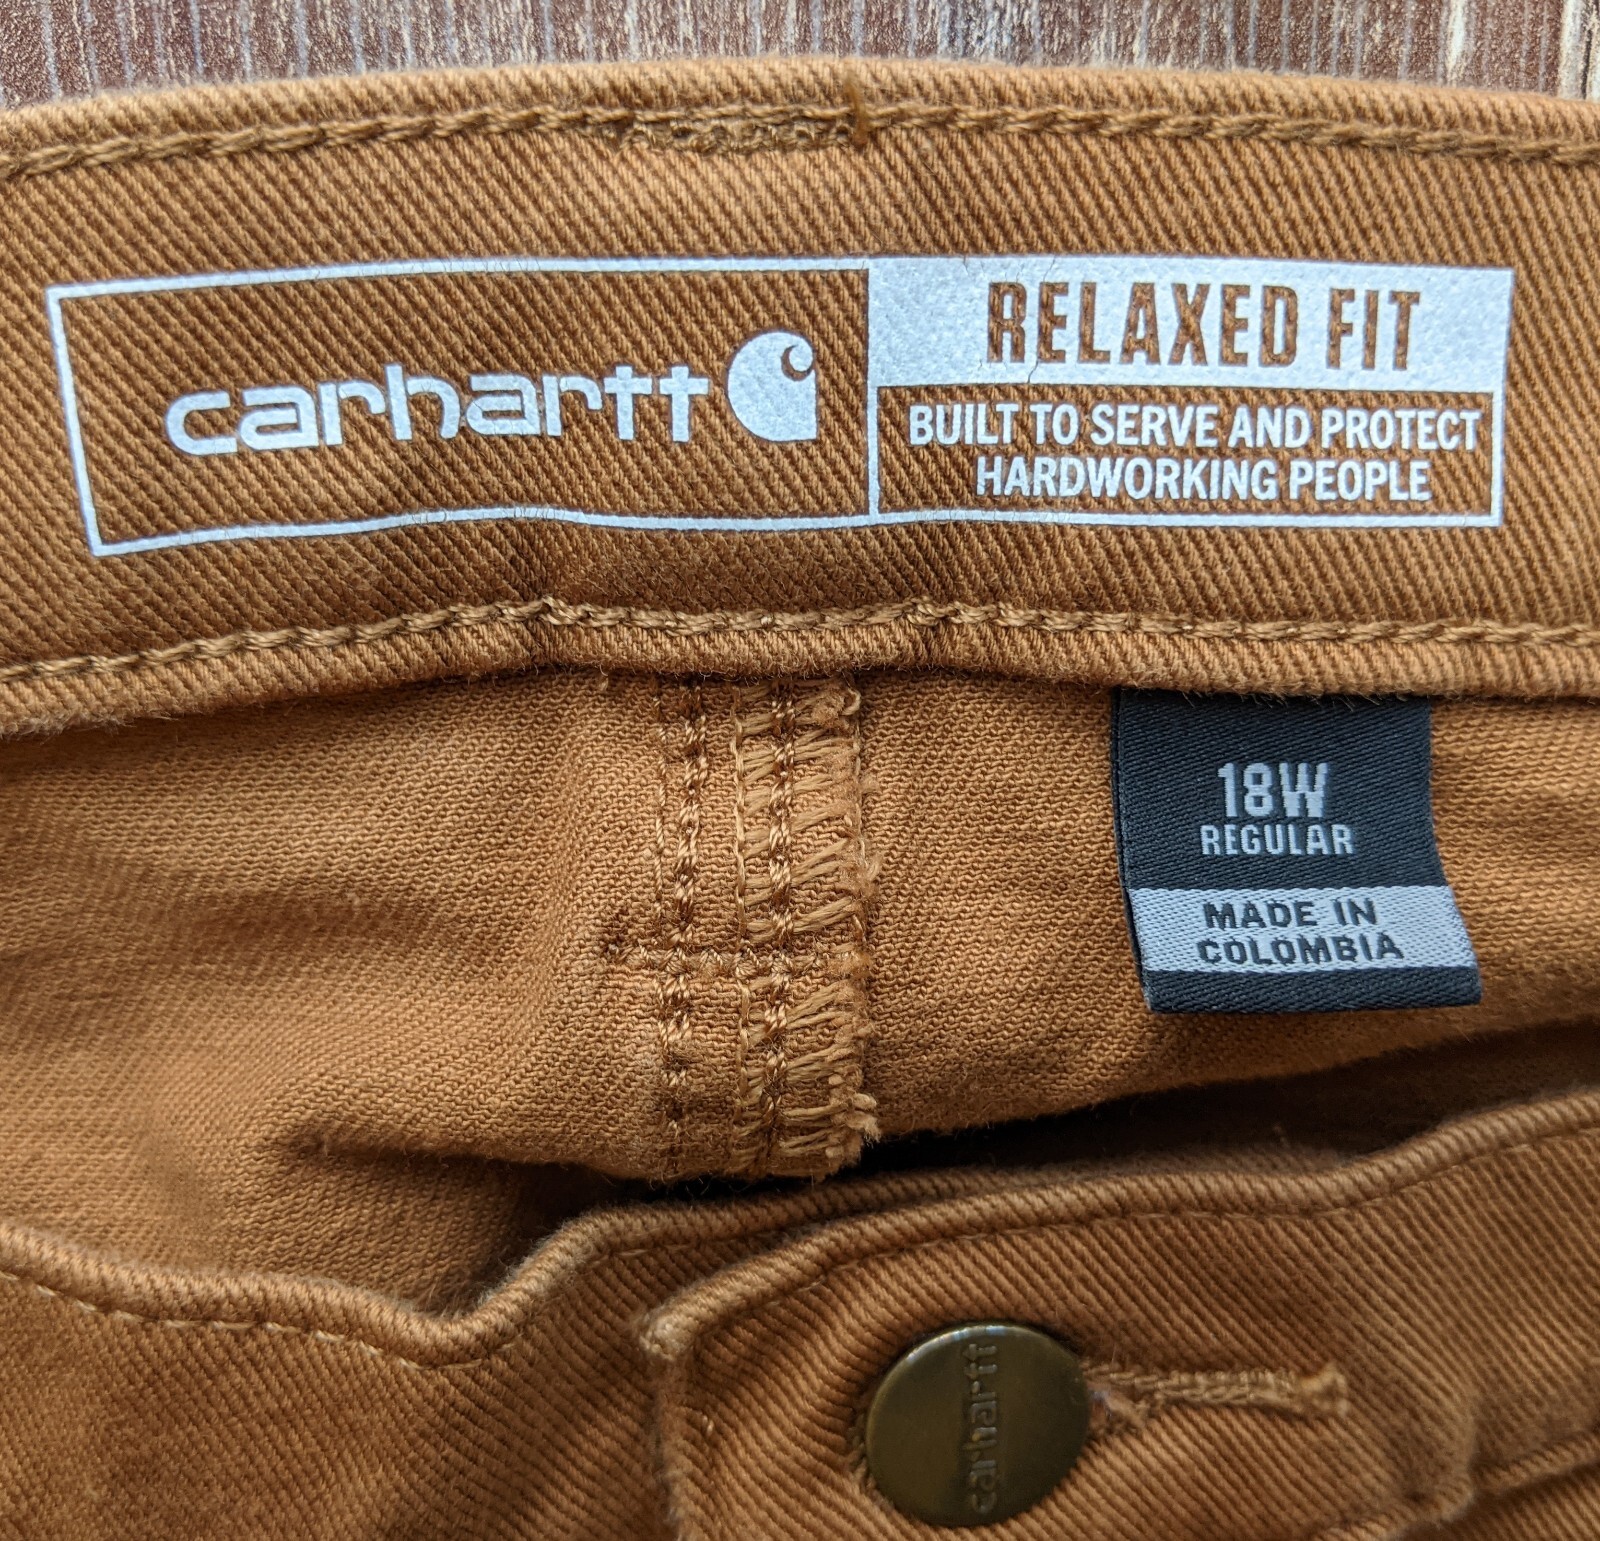 carhartt
RELAXED FIT
BUILT TO SERVE AND PROTECT
HARDWORKING PEOPLE
18W
REGULAR
MADE IN
COLOMBIA
carhartt